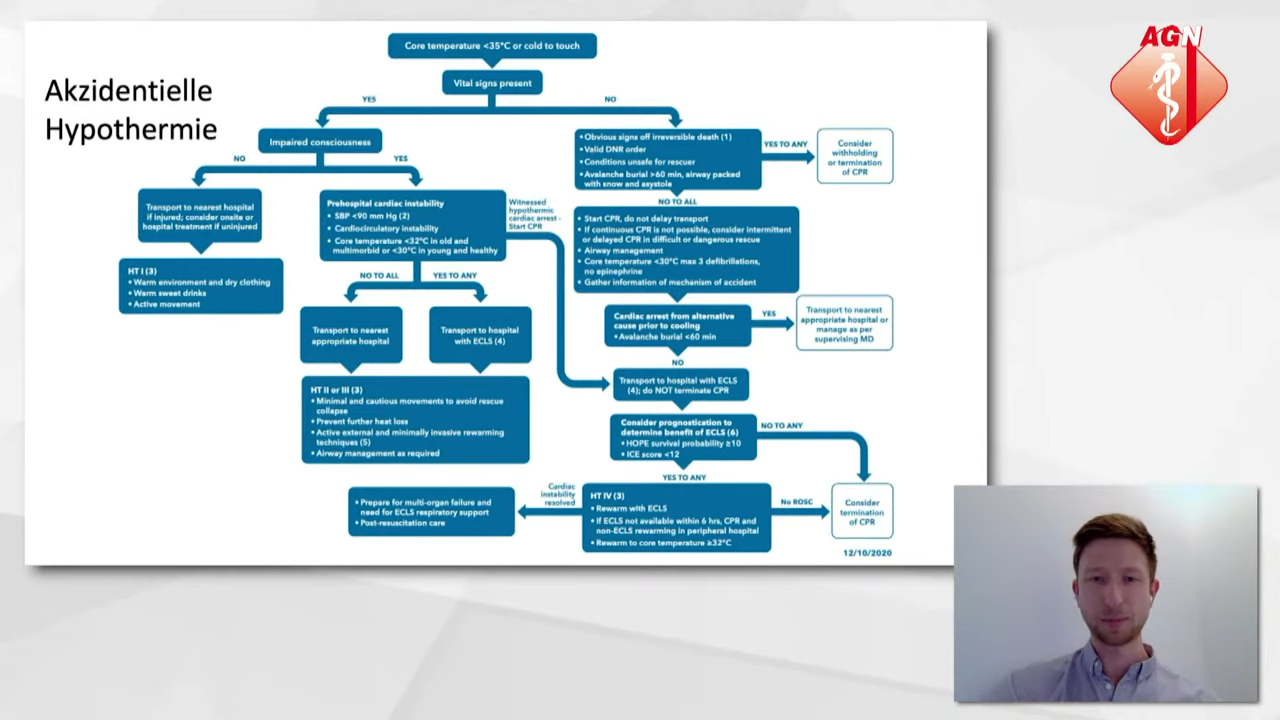 Akzidentielle
Hypothermie
AGN
Core temperature <35°C or cold to touch
Vital signs present
YES
NO
Impaired consciousness
NO
YES
Transport to nearest hospital
if injured; consider onsite or
hospital treatment if uninjured
HT I (3)
• Warm environment and dry clothing
• Warm sweet drinks
• Active movement
Prehospital cardiac instability
• SBP <90 mm Hg (2)
• Cardiocirculatory instability
• Core temperature <32°C in old and
multimorbid or <30°C in young and healthy
Witnessed
hypothermic
cardiac arrest -
Start CPR
NO TO ALL
YES TO ANY
Transport to nearest
appropriate hospital
Transport to hospital
with ECLS (4)
HT II or III (3)
• Minimal and cautious movements to avoid rescue
collapse
• Prevent further heat loss
• Active external and minimally invasive rewarming
techniques (5)
• Airway management as required
• Obvious signs off irreversible death (1)
• Valid DNR order
• Conditions unsafe for rescuer
• Avalanche burial >60 min, airway packed
with snow and asystole
YES TO ANY
Consider
withholding
or termination
of CPR
NO TO ALL
• Start CPR, do not delay transport
• If continuous CPR is not possible, consider intermittent
or delayed CPR in difficult or dangerous rescue
• Airway management
• Core temperature <30°C max 3 defibrillations,
no epinephrine
• Gather information of mechanism of accident
Cardiac arrest from alternative
cause prior to cooling
• Avalanche burial <60 min
YES
Transport to nearest
appropriate hospital or
manage as per
supervising MD
NO
Transport to hospital with ECLS
(4); do NOT terminate CPR
Consider prognostication to
determine benefit of ECLS (6)
• HOPE survival probability ≥10
• ICE score <12
NO TO ANY
YES TO ANY
HT IV (3)
• Rewarm with ECLS
• If ECLS not available within 6 hrs, CPR and
non-ECLS rewarming in peripheral hospital
• Rewarm to core temperature ≥32°C
No ROSC
Consider
termination
of CPR
Cardiac
instability
resolved
• Prepare for multi-organ failure and
need for ECLS respiratory support
• Post-resuscitation care
12/10/2020